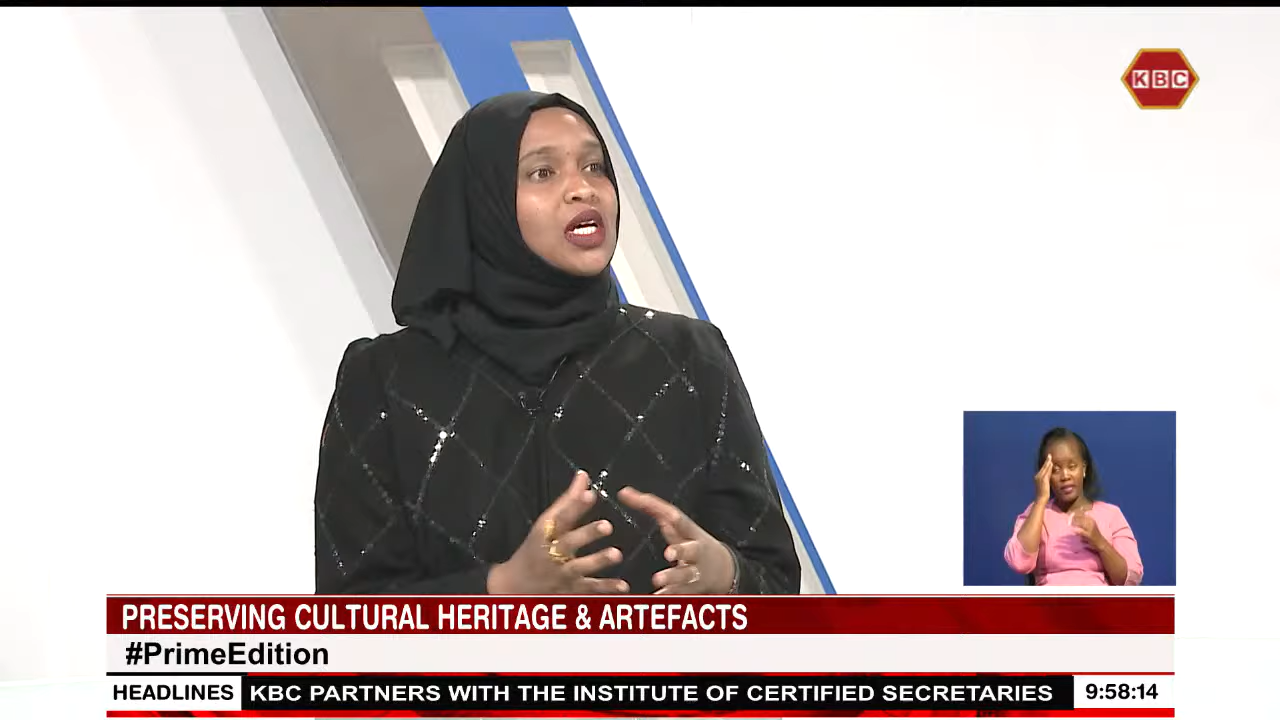 KBC
PRESERVING CULTURAL HERITAGE & ARTEFACTS
#PrimeEdition
HEADLINES KBC PARTNERS WITH THE INSTITUTE OF CERTIFIED SECRETARIES 9:58:14